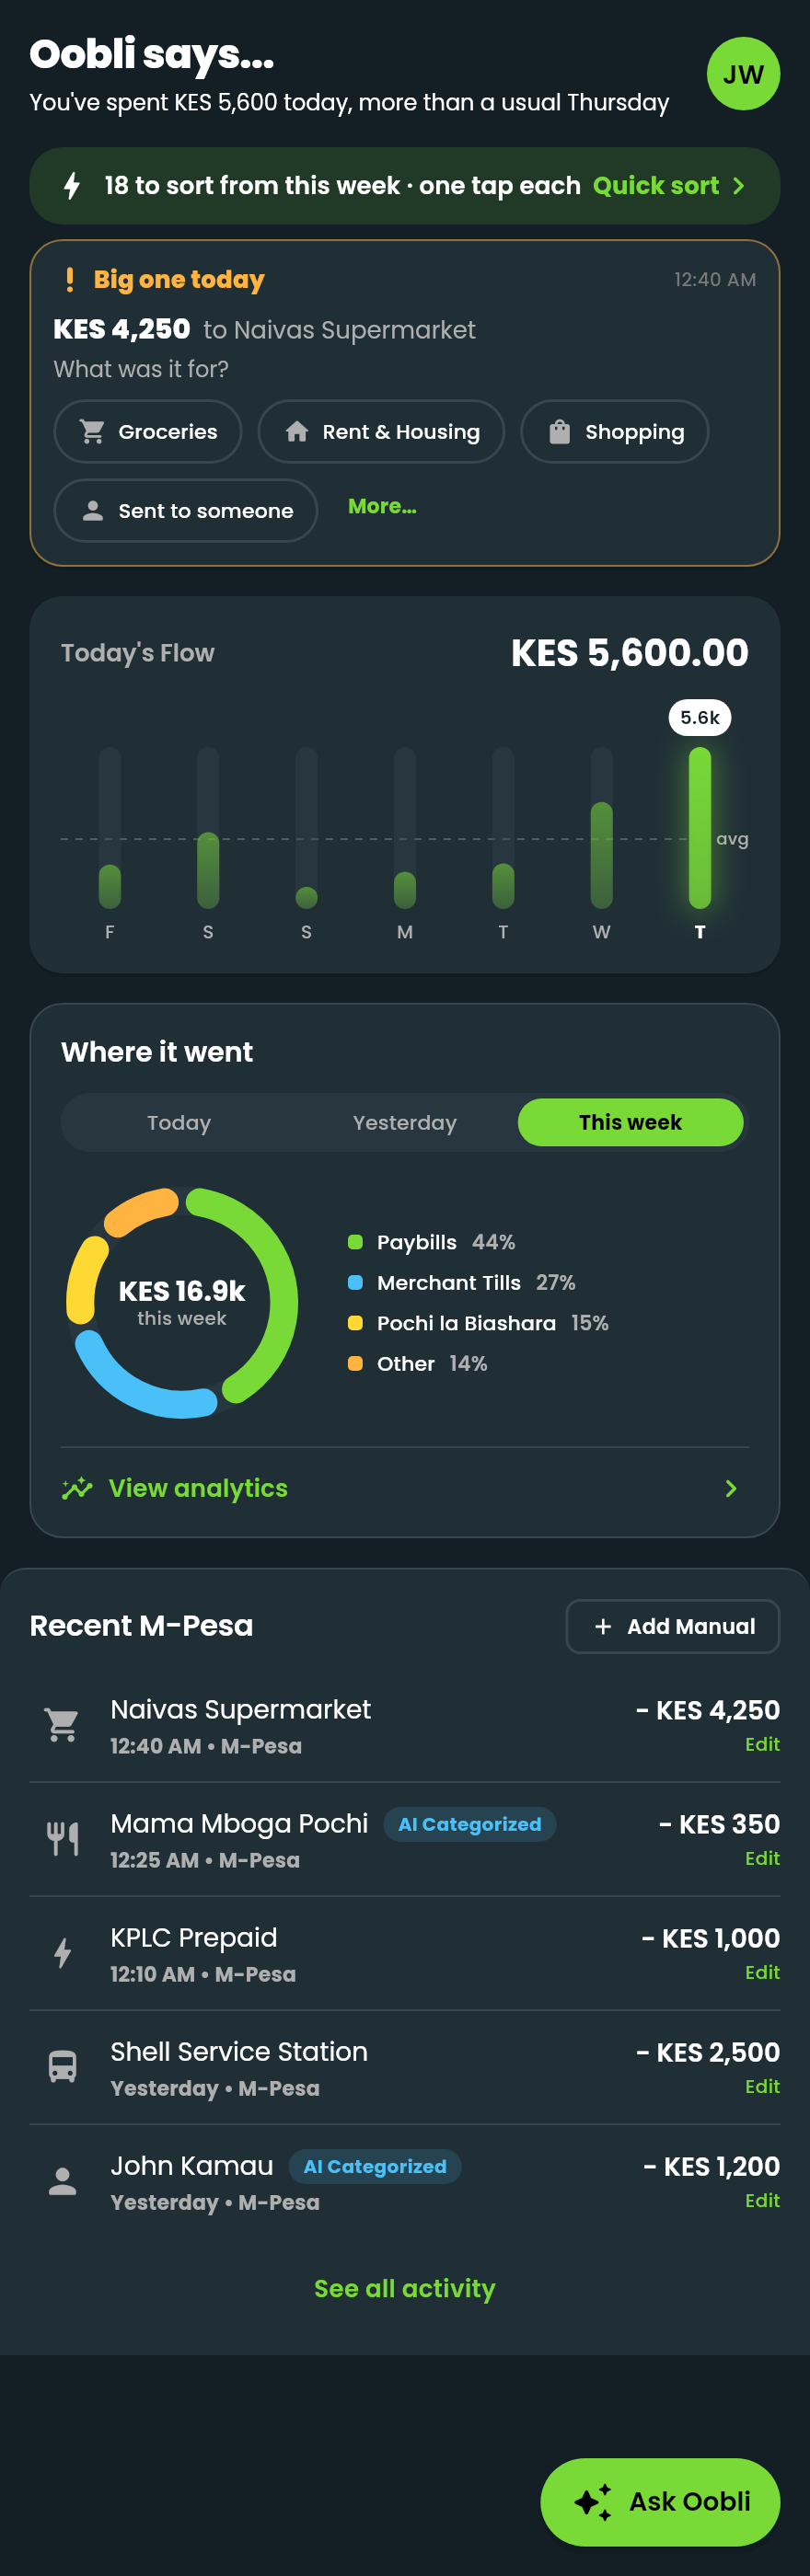 Oobli says...
JW
You've spent KES 5,600 today, more than a usual Thursday
18 to sort from this week · one tap each Quick sort
Big one today 12:40 AM
KES 4,250 to Naivas Supermarket
What was it for?
Groceries Rent & Housing Shopping
Sent to someone More...
Today's Flow KES 5,600.00
5.6k
avg
F S S M T W T
Where it went
Today Yesterday This week
KES 16.9k
this week
Paybills 44%
Merchant Tills 27%
Pochi la Biashara 15%
Other 14%
View analytics
Recent M-Pesa + Add Manual
Naivas Supermarket - KES 4,250
12:40 AM • M-Pesa Edit
Mama Mboga Pochi AI Categorized - KES 350
12:25 AM • M-Pesa Edit
KPLC Prepaid - KES 1,000
12:10 AM • M-Pesa Edit
Shell Service Station - KES 2,500
Yesterday • M-Pesa Edit
John Kamau AI Categorized - KES 1,200
Yesterday • M-Pesa Edit
See all activity
Ask Oobli